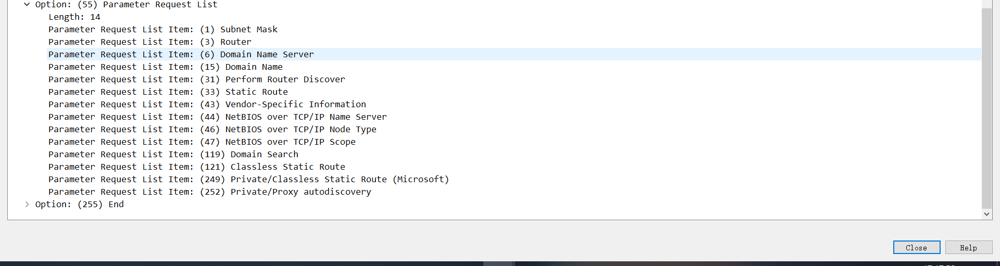 Option: (55) Parameter Request List
Length: 14
Parameter Request List Item: (1) Subnet Mask
Parameter Request List Item: (3) Router
Parameter Request List Item: (6) Domain Name Server
Parameter Request List Item: (15) Domain Name
Parameter Request List Item: (31) Perform Router Discover
Parameter Request List Item: (33) Static Route
Parameter Request List Item: (43) Vendor-Specific Information
Parameter Request List Item: (44) NetBIOS over TCP/IP Name Server
Parameter Request List Item: (46) NetBIOS over TCP/IP Node Type
Parameter Request List Item: (47) NetBIOS over TCP/IP Scope
Parameter Request List Item: (119) Domain Search
Parameter Request List Item: (121) Classless Static Route
Parameter Request List Item: (249) Private/Classless Static Route (Microsoft)
Parameter Request List Item: (252) Private/Proxy autodiscovery
Option: (255) End
Close Help